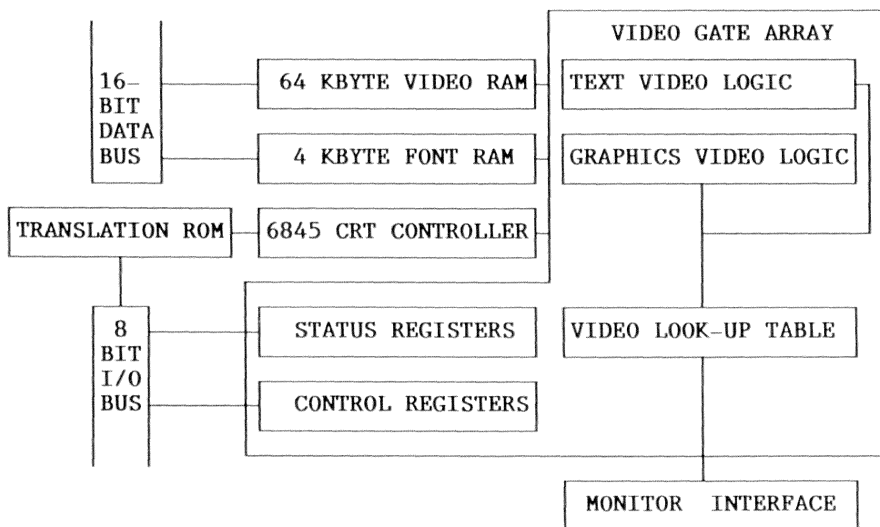 VIDEO GATE ARRAY
16-
BIT
DATA
BUS
64 KBYTE VIDEO RAM
TEXT VIDEO LOGIC
4 KBYTE FONT RAM
GRAPHICS VIDEO LOGIC
TRANSLATION ROM
6845 CRT CONTROLLER
8
BIT
I/O
BUS
STATUS REGISTERS
VIDEO LOOK-UP TABLE
CONTROL REGISTERS
MONITOR INTERFACE